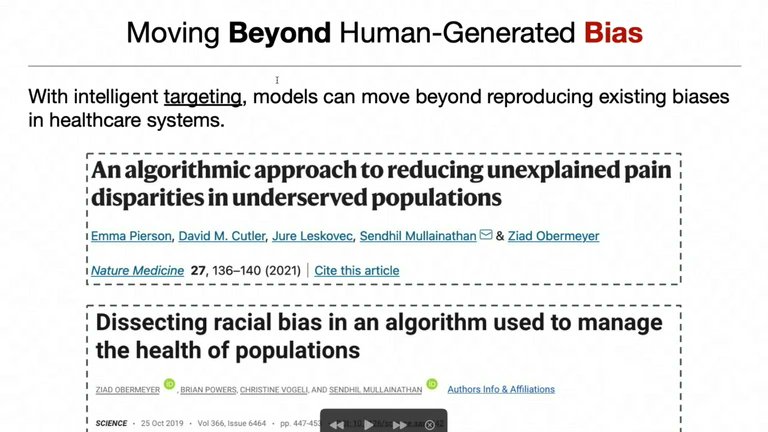 Moving Beyond Human-Generated Bias
With intelligent targeting, models can move beyond reproducing existing biases
in healthcare systems.
An algorithmic approach to reducing unexplained pain
disparities in underserved populations
Emma Pierson, David M. Cutler, Jure Leskovec, Sendhil Mullainathan & Ziad Obermeyer
Nature Medicine 27, 136–140 (2021) | Cite this article
Dissecting racial bias in an algorithm used to manage
the health of populations
ZIAD OBERMEYER iD, BRIAN POWERS, CHRISTINE VOGELI, AND SENDHIL MULLAINATHAN iD Authors Info & Affiliations
SCIENCE • 25 Oct 2019 • Vol 366, Issue 6464 • pp. 447-453